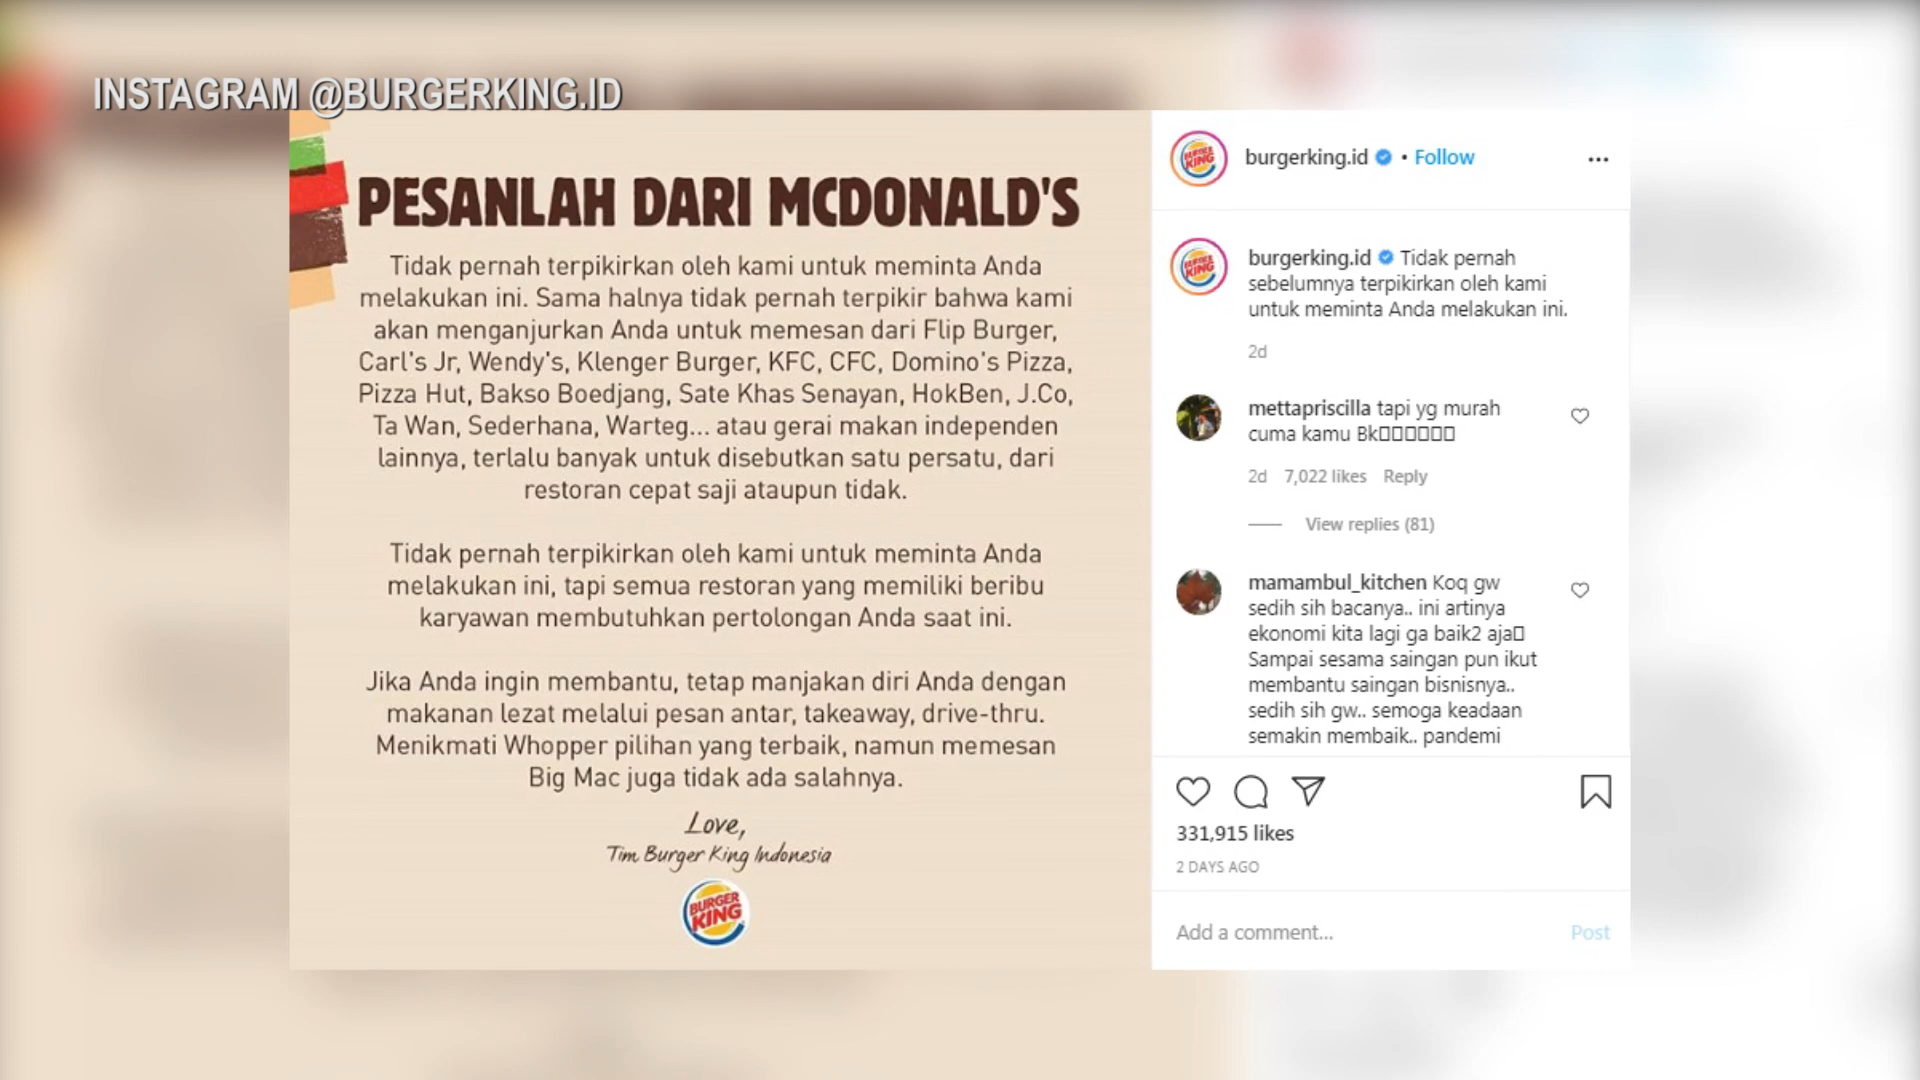 INSTAGRAM @BURGERKING.ID
PESANLAH DARI MCDONALD'S
Tidak pernah terpikirkan oleh kami untuk meminta Anda
melakukan ini. Sama halnya tidak pernah terpikir bahwa kami
akan menganjurkan Anda untuk memesan dari Flip Burger,
Carl's Jr, Wendy's, Klenger Burger, KFC, CFC, Domino's Pizza,
Pizza Hut, Bakso Boedjang, Sate Khas Senayan, HokBen, J.Co,
Ta Wan, Sederhana, Warteg... atau gerai makan independen
lainnya, terlalu banyak untuk disebutkan satu persatu, dari
restoran cepat saji ataupun tidak.
Tidak pernah terpikirkan oleh kami untuk meminta Anda
melakukan ini, tapi semua restoran yang memiliki beribu
karyawan membutuhkan pertolongan Anda saat ini.
Jika Anda ingin membantu, tetap manjakan diri Anda dengan
makanan lezat melalui pesan antar, takeaway, drive-thru.
Menikmati Whopper pilihan yang terbaik, namun memesan
Big Mac juga tidak ada salahnya.
Love,
Tim Burger King Indonesia
BURGER
KING
BURGER
KING
burgerking.id • Follow
BURGER
KING
burgerking.id Tidak pernah
sebelumnya terpikirkan oleh kami
untuk meminta Anda melakukan ini.
2d
mettapriscilla tapi yg murah
cuma kamu Bk▯▯▯▯▯▯
2d 7,022 likes Reply
View replies (81)
mamambul_kitchen Koq gw
sedih sih bacanya.. ini artinya
ekonomi kita lagi ga baik2 aja▯
Sampai sesama saingan pun ikut
membantu saingan bisnisnya..
sedih sih gw.. semoga keadaan
semakin membaik.. pandemi
331,915 likes
2 DAYS AGO
Add a comment...
Post